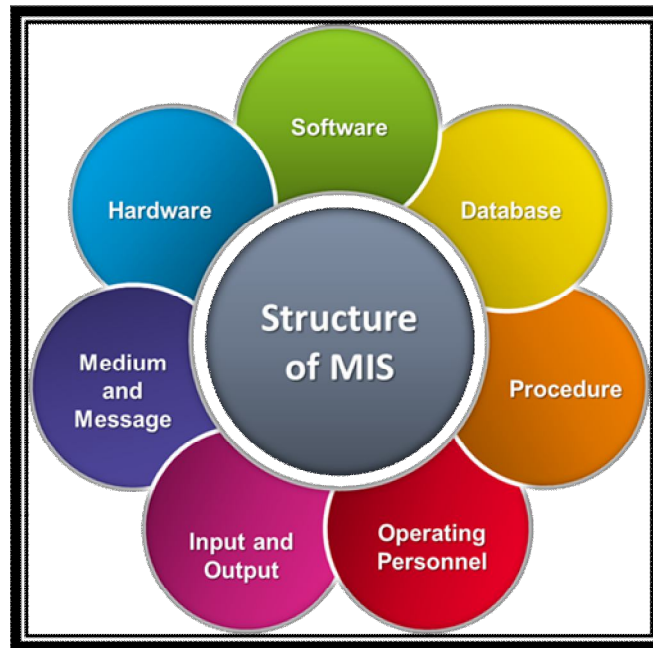 Software
Hardware
Database
Structure
of MIS
Medium
and
Message
Procedure
Input and
Output
Operating
Personnel